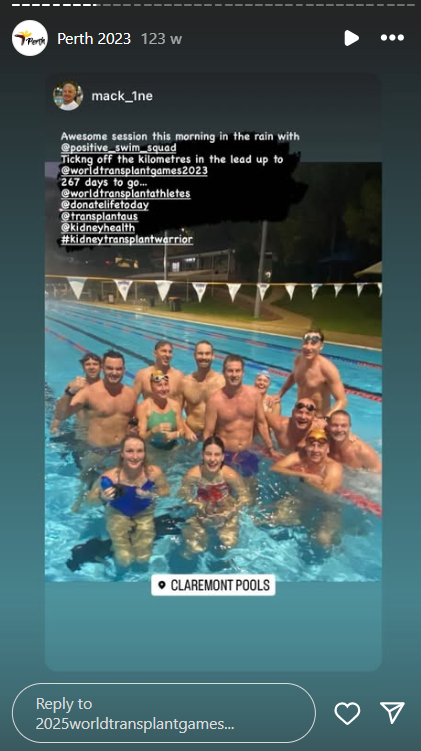 Perth
Perth 2023 123 w
mack_1ne
Awesome session this morning in the rain with
@positive_swim_squad
Tickng off the kilometres in the lead up to
@worldtransplantgames2023
267 days to go...
@worldtransplantathletes
@donatelifetoday
@transplantaus
@kidneyhealth
#kidneytransplantwarrior
CLAREMONT POOLS
Reply to
2025worldtransplantgames...